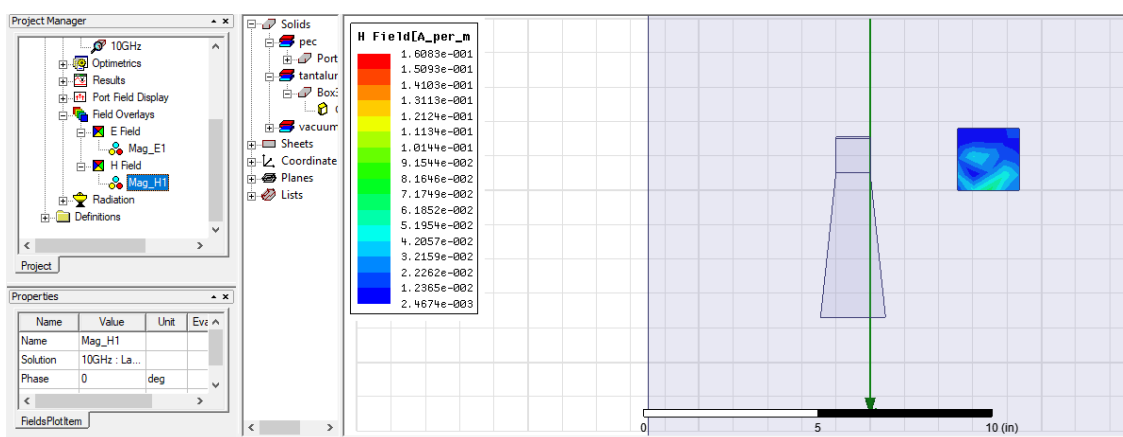 Project Manager
10GHz
Optimetrics
Results
Port Field Display
Field Overlays
E Field
Mag_E1
H Field
Mag_H1
Radiation
Definitions
Project
Properties
Name Value Unit Eva
Name Mag_H1
Solution 10GHz : La...
Phase 0 deg
FieldsPlotItem
Solids
pec
Port
tantalur
Box3
vacuum
Sheets
Coordinate
Planes
Lists
H Field[A_per_m
1.6083e-001
1.5093e-001
1.4103e-001
1.3113e-001
1.2124e-001
1.1134e-001
1.0144e-001
9.1544e-002
8.1646e-002
7.1749e-002
6.1852e-002
5.1954e-002
4.2057e-002
3.2159e-002
2.2262e-002
1.2365e-002
2.4674e-003
0 5 10 (in)